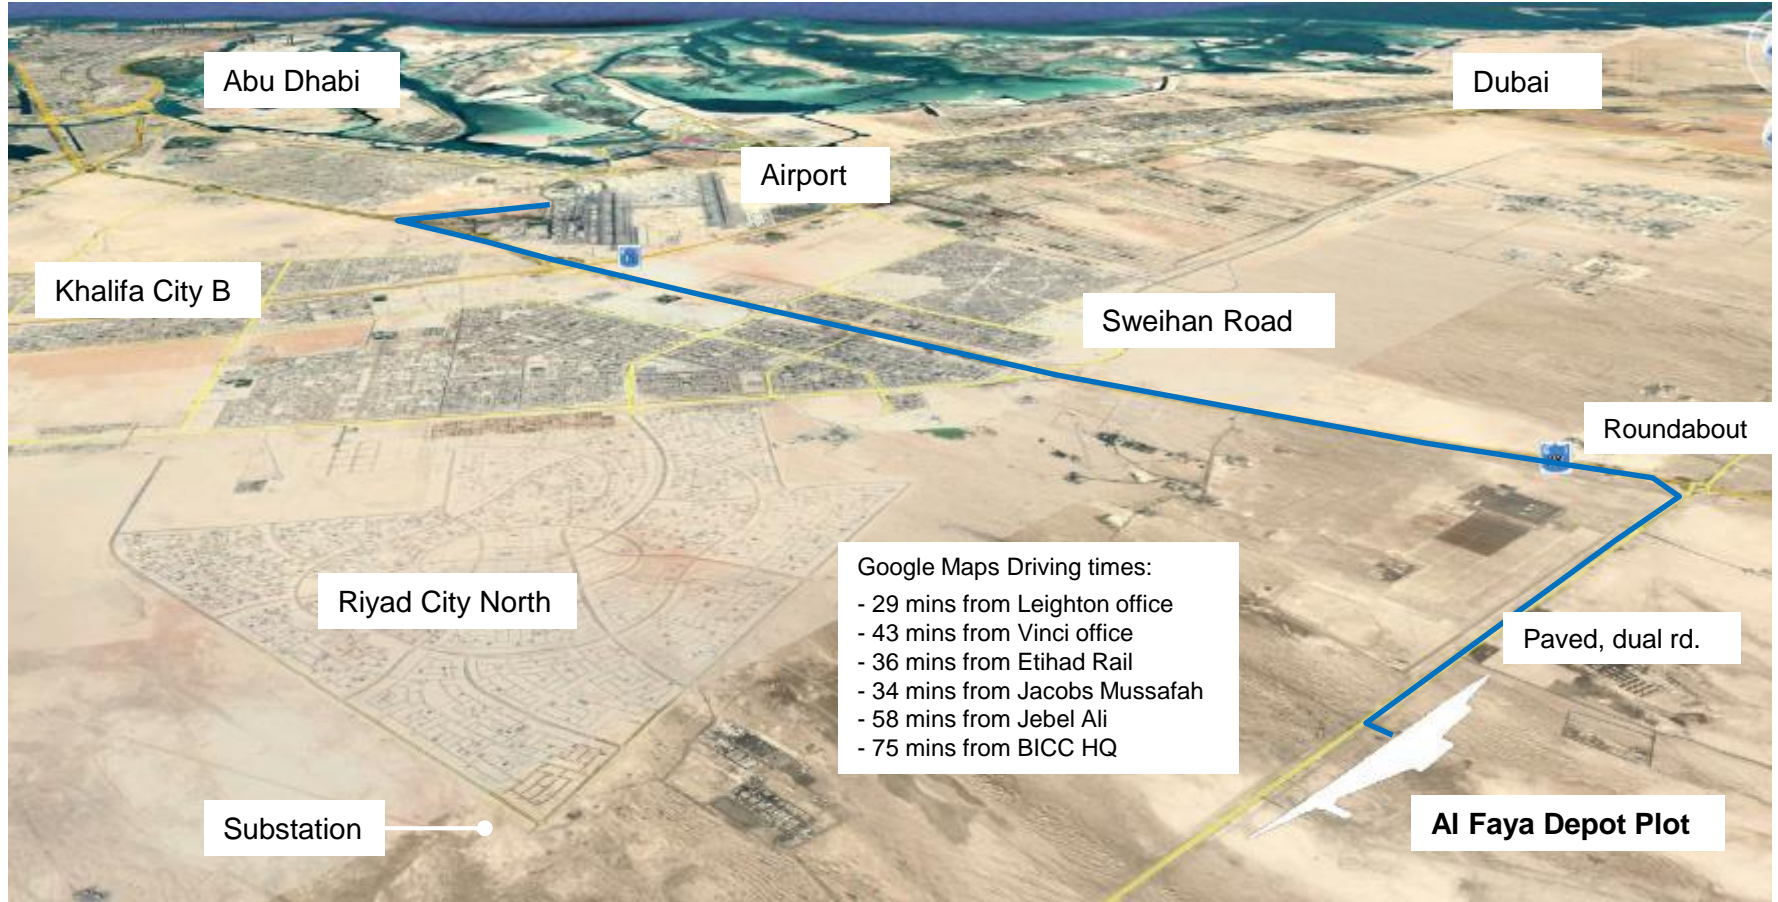 Abu Dhabi
Dubai
Airport
Khalifa City B
Sweihan Road
Roundabout
Google Maps Driving times:
- 29 mins from Leighton office
- 43 mins from Vinci office
- 36 mins from Etihad Rail
- 34 mins from Jacobs Mussafah
- 58 mins from Jebel Ali
- 75 mins from BICC HQ
Riyad City North
Paved, dual rd.
Substation
Al Faya Depot Plot